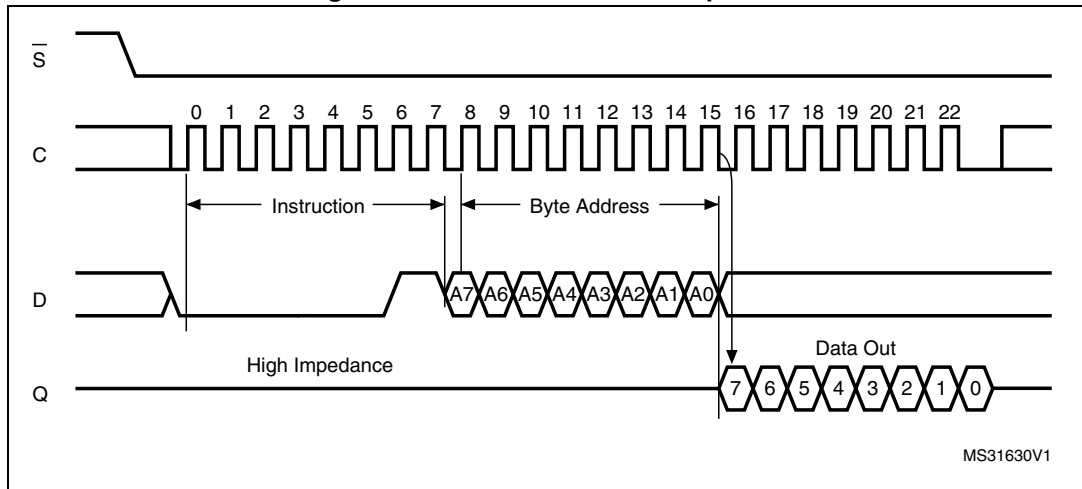 S
0 1 2 3 4 5 6 7 8 9 10 11 12 13 14 15 16 17 18 19 20 21 22
C
Instruction Byte Address
D A7 A6 A5 A4 A3 A2 A1 A0
High Impedance Data Out
Q 7 6 5 4 3 2 1 0
MS31630V1